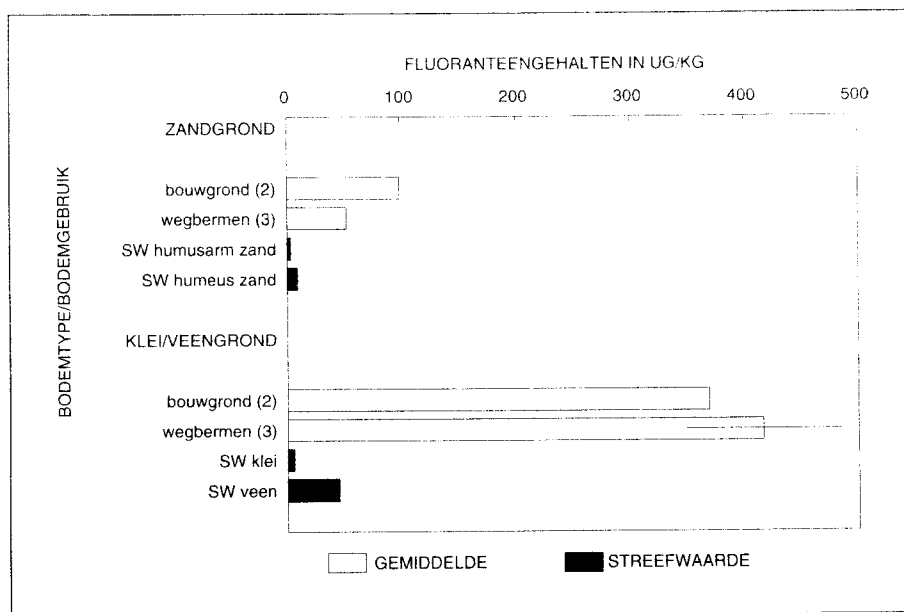 FLUORANTEENGEHALTEN IN UG/KG
0 100 200 300 400 500
BODEMTYPE/BODEMGEBRUIK
ZANDGROND
bouwgrond (2)
wegbermen (3)
SW humusarm zand
SW humeus zand
KLEI/VEENGROND
bouwgrond (2)
wegbermen (3)
SW klei
SW veen
GEMIDDELDE STREEFWAARDE